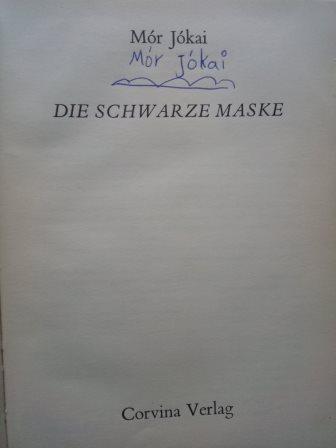 Mór Jókai
Mór Jókai
DIE SCHWARZE MASKE
Corvina Verlag